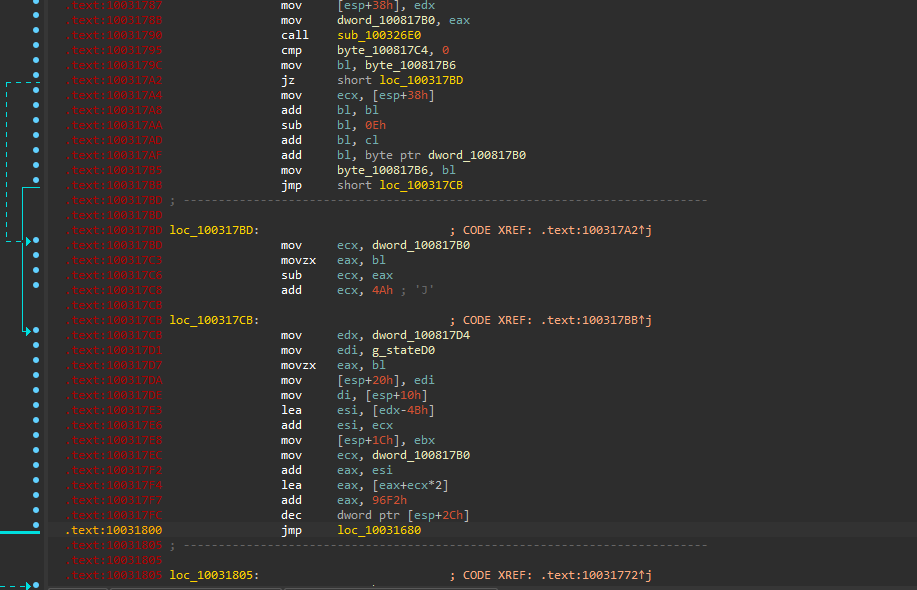 .text:10031787 mov [esp+38h], edx
.text:1003178B mov dword_100817B0, eax
.text:10031790 call sub_100326E0
.text:10031795 cmp byte_100817C4, 0
.text:1003179C mov bl, byte_100817B6
.text:100317A2 jz short loc_100317BD
.text:100317A4 mov ecx, [esp+38h]
.text:100317A8 add bl, bl
.text:100317AA sub bl, 0Eh
.text:100317AD add bl, cl
.text:100317AF add bl, byte ptr dword_100817B0
.text:100317B5 mov byte_100817B6, bl
.text:100317BB jmp short loc_100317CB
.text:100317BD ; ---------------------------------------------------------------------------
.text:100317BD
.text:100317BD loc_100317BD: ; CODE XREF: .text:100317A2↑j
.text:100317BD mov ecx, dword_100817B0
.text:100317C3 movzx eax, bl
.text:100317C6 sub ecx, eax
.text:100317C8 add ecx, 4Ah ; 'J'
.text:100317CB
.text:100317CB loc_100317CB: ; CODE XREF: .text:100317BB↑j
.text:100317CB mov edx, dword_100817D4
.text:100317D1 mov edi, g_stateD0
.text:100317D7 movzx eax, bl
.text:100317DA mov [esp+20h], edi
.text:100317DE mov di, [esp+10h]
.text:100317E3 lea esi, [edx-4Bh]
.text:100317E6 add esi, ecx
.text:100317E8 mov [esp+1Ch], ebx
.text:100317EC mov ecx, dword_100817B0
.text:100317F2 add eax, esi
.text:100317F4 lea eax, [eax+ecx*2]
.text:100317F7 add eax, 96F2h
.text:100317FC dec dword ptr [esp+2Ch]
.text:10031800 jmp loc_10031680
.text:10031805 ; ---------------------------------------------------------------------------
.text:10031805
.text:10031805 loc_10031805: ; CODE XREF: .text:10031772↑j